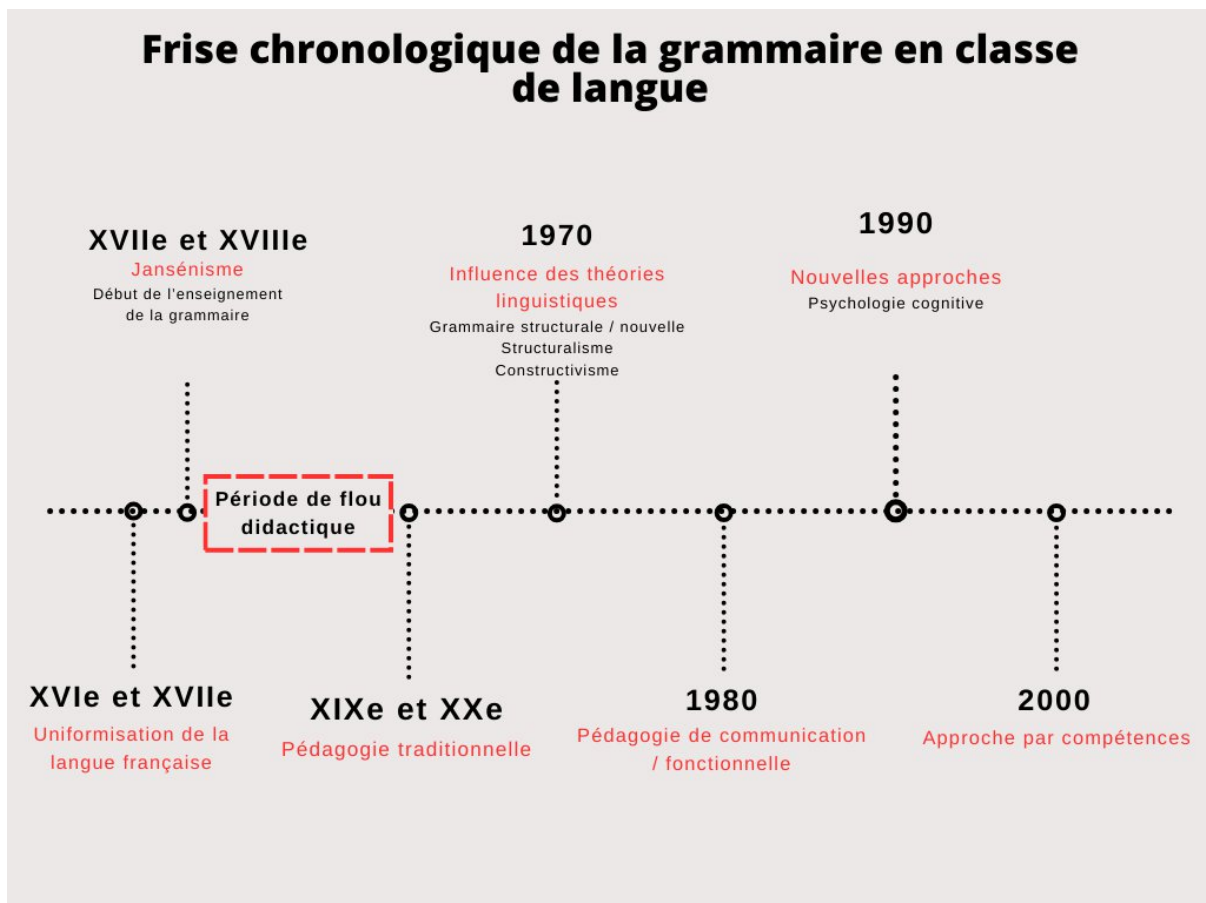 Frise chronologique de la grammaire en classe
de langue
XVIIe et XVIIIe
Jansénisme
Début de l'enseignement
de la grammaire
1970
Influence des théories
linguistiques
Grammaire structurale / nouvelle
Structuralisme
Constructivisme
1990
Nouvelles approches
Psychologie cognitive
Période de flou
didactique
XVIe et XVIIe
Uniformisation de la
langue française
XIXe et XXe
Pédagogie traditionnelle
1980
Pédagogie de communication
/ fonctionnelle
2000
Approche par compétences